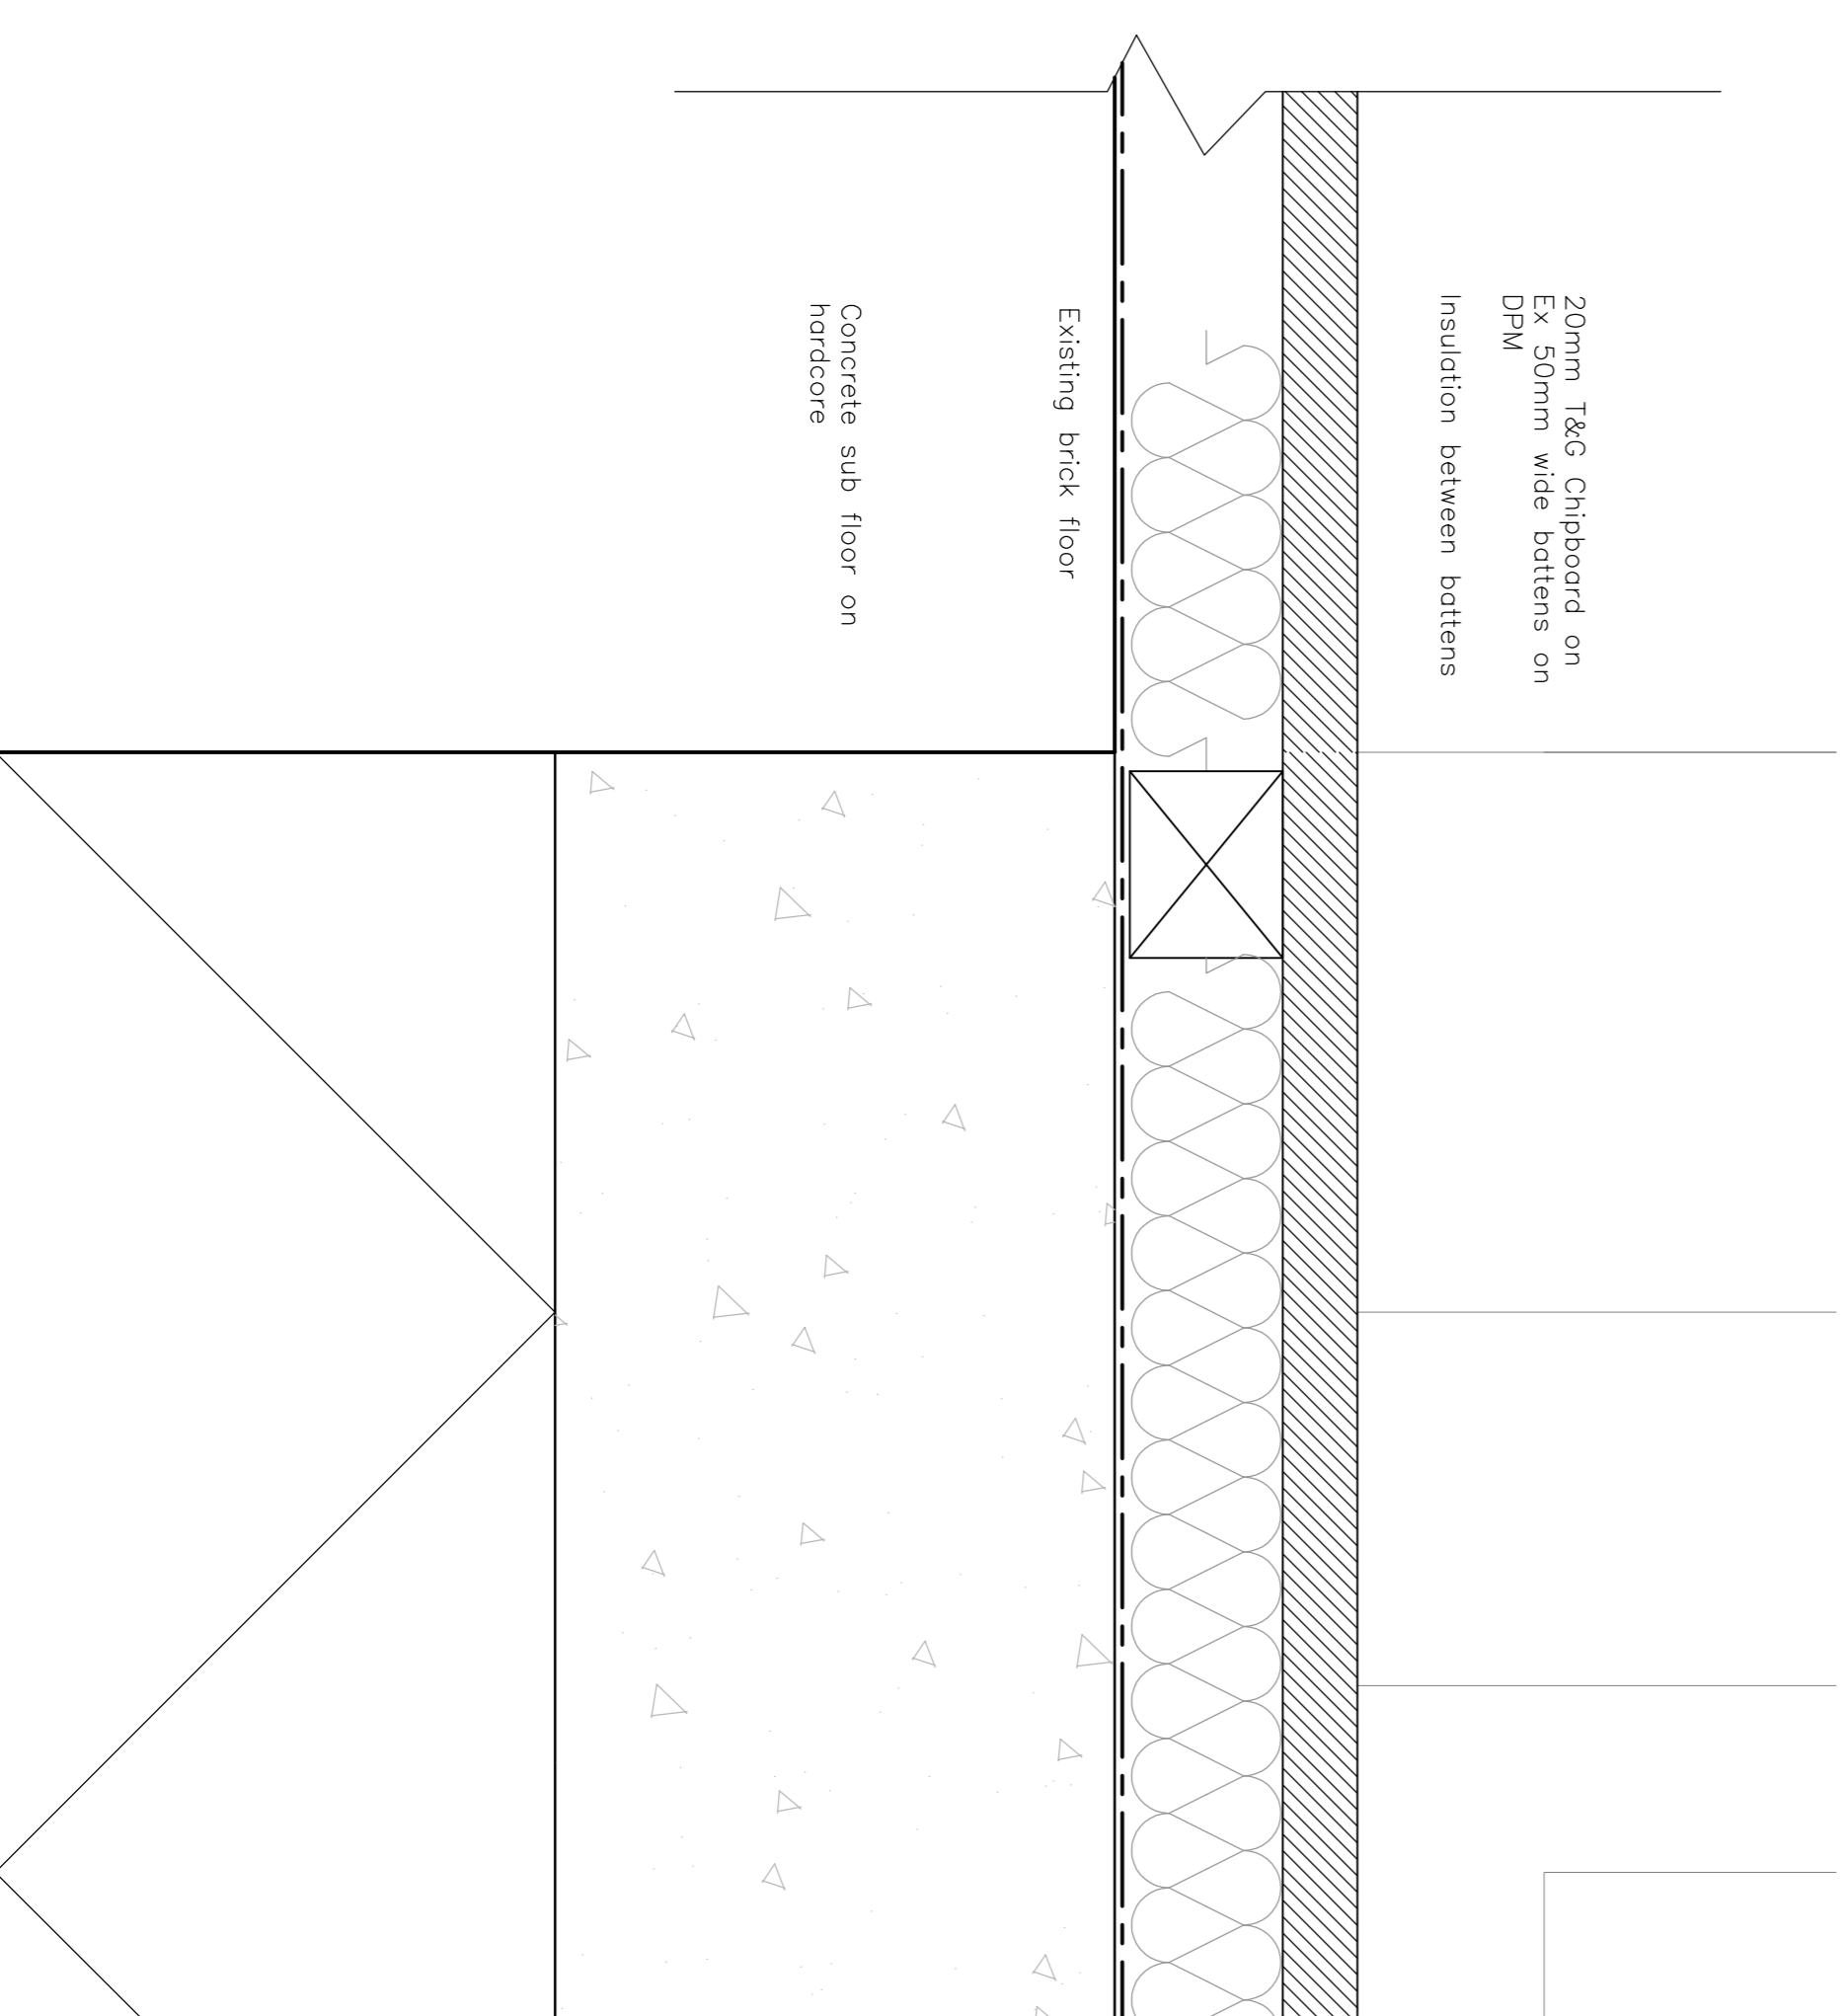 20mm T&G Chipboard on
Ex 50mm wide battens on
DPM
Insulation between battens
Existing brick floor
Concrete sub floor on
hardcore